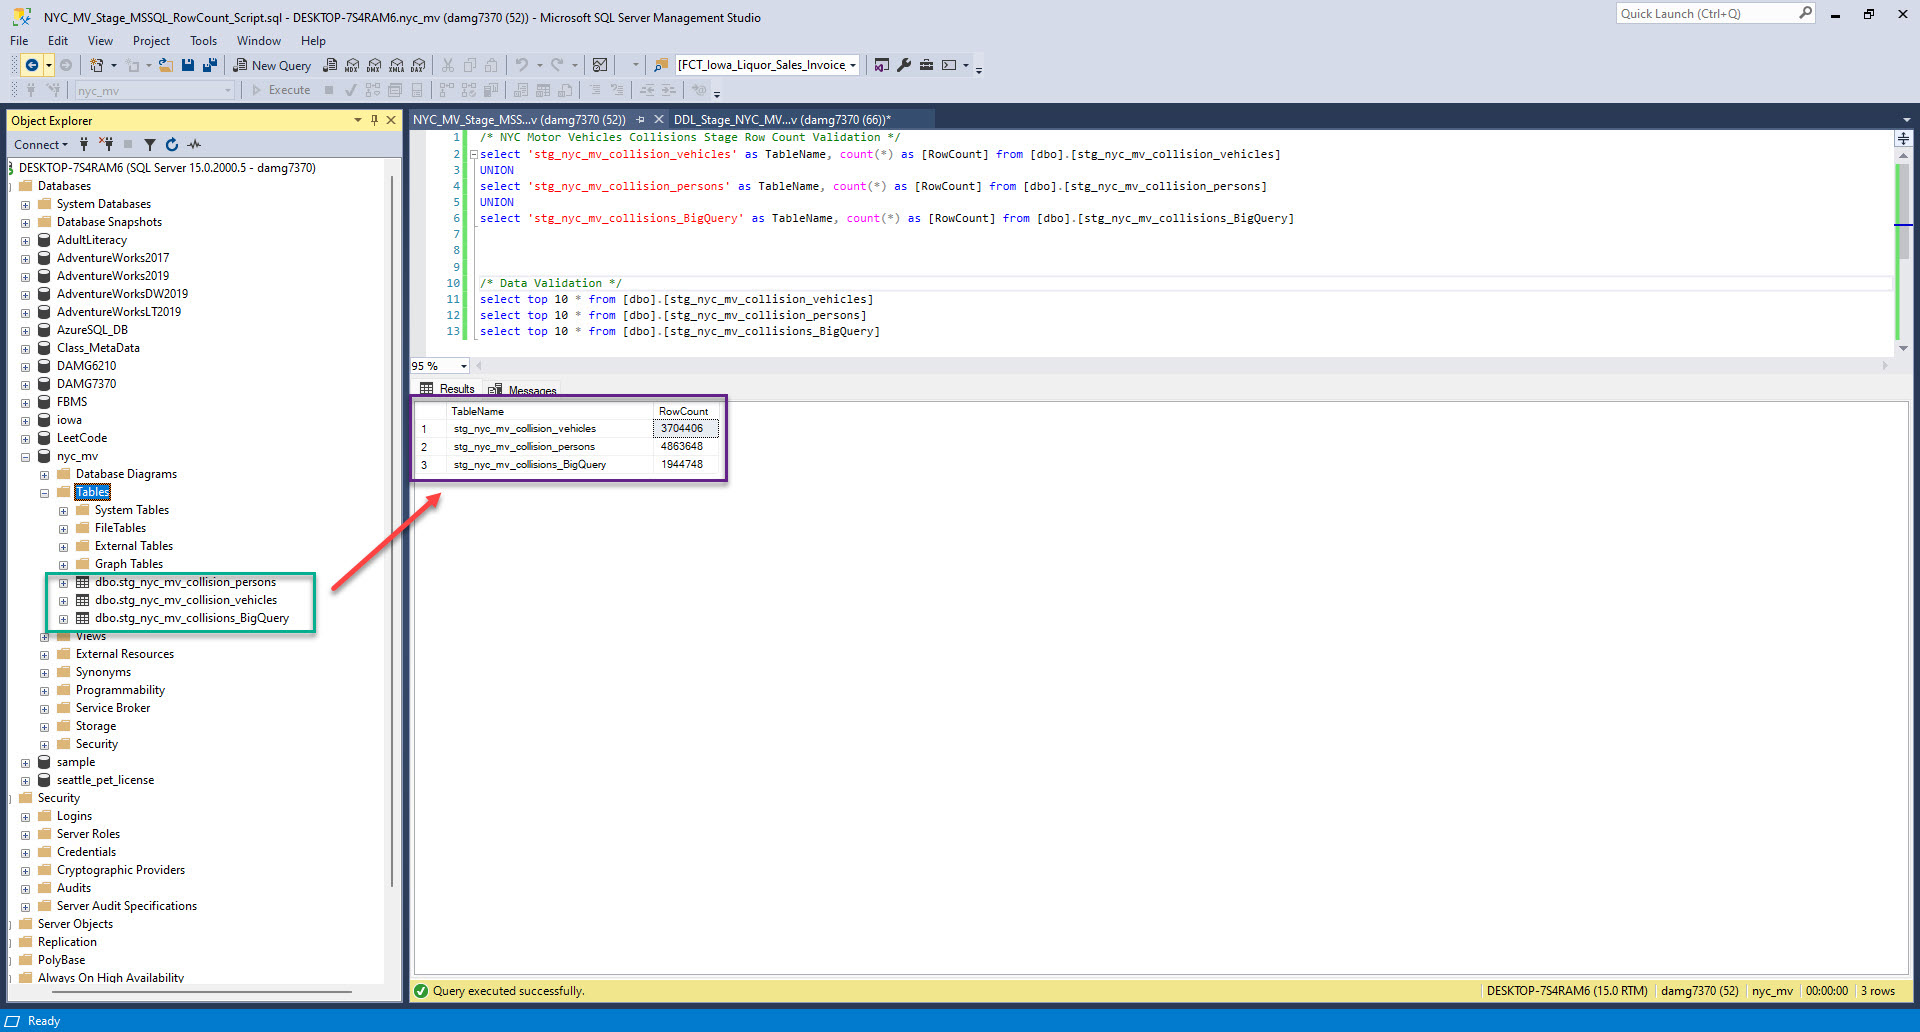 NYC_MV_Stage_MSSQL_RowCount_Script.sql - DESKTOP-7S4RAM6.nyc_mv (damg7370 (52)) - Microsoft SQL Server Management Studio
Quick Launch (Ctrl+Q)
File Edit View Project Tools Window Help
New Query
MDX DMX XMLA DAX
[FCT_Iowa_Liquor_Sales_Invoice_
nyc_mv
Execute
Object Explorer
Connect
DESKTOP-7S4RAM6 (SQL Server 15.0.2000.5 - damg7370)
Databases
System Databases
Database Snapshots
AdultLiteracy
AdventureWorks2017
AdventureWorks2019
AdventureWorksDW2019
AdventureWorksLT2019
AzureSQL_DB
Class_MetaData
DAMG6210
DAMG7370
FBMS
iowa
LeetCode
nyc_mv
Database Diagrams
Tables
System Tables
FileTables
External Tables
Graph Tables
dbo.stg_nyc_mv_collision_persons
dbo.stg_nyc_mv_collision_vehicles
dbo.stg_nyc_mv_collisions_BigQuery
Views
External Resources
Synonyms
Programmability
Service Broker
Storage
Security
sample
seattle_pet_license
Security
Logins
Server Roles
Credentials
Cryptographic Providers
Audits
Server Audit Specifications
Server Objects
Replication
PolyBase
Always On High Availability
NYC_MV_Stage_MSS...v (damg7370 (52)) DDL_Stage_NYC_MV...v (damg7370 (66))*
1 /* NYC Motor Vehicles Collisions Stage Row Count Validation */
2 select 'stg_nyc_mv_collision_vehicles' as TableName, count(*) as [RowCount] from [dbo].[stg_nyc_mv_collision_vehicles]
3 UNION
4 select 'stg_nyc_mv_collision_persons' as TableName, count(*) as [RowCount] from [dbo].[stg_nyc_mv_collision_persons]
5 UNION
6 select 'stg_nyc_mv_collisions_BigQuery' as TableName, count(*) as [RowCount] from [dbo].[stg_nyc_mv_collisions_BigQuery]
7
8
9
10 /* Data Validation */
11 select top 10 * from [dbo].[stg_nyc_mv_collision_vehicles]
12 select top 10 * from [dbo].[stg_nyc_mv_collision_persons]
13 select top 10 * from [dbo].[stg_nyc_mv_collisions_BigQuery]
95 %
Results Messages
TableName RowCount
1 stg_nyc_mv_collision_vehicles 3704406
2 stg_nyc_mv_collision_persons 4863648
3 stg_nyc_mv_collisions_BigQuery 1944748
Query executed successfully.
DESKTOP-7S4RAM6 (15.0 RTM) damg7370 (52) nyc_mv 00:00:00 3 rows
Ready